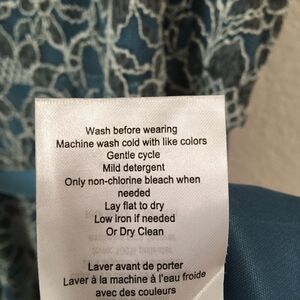 Wash before wearing
Machine wash cold with like colors
Gentle cycle
Mild detergent
Only non-chlorine bleach when
needed
Lay flat to dry
Low iron if needed
Or Dry Clean
Laver avant de porter
Laver à la machine à l'eau froide
avec des couleurs